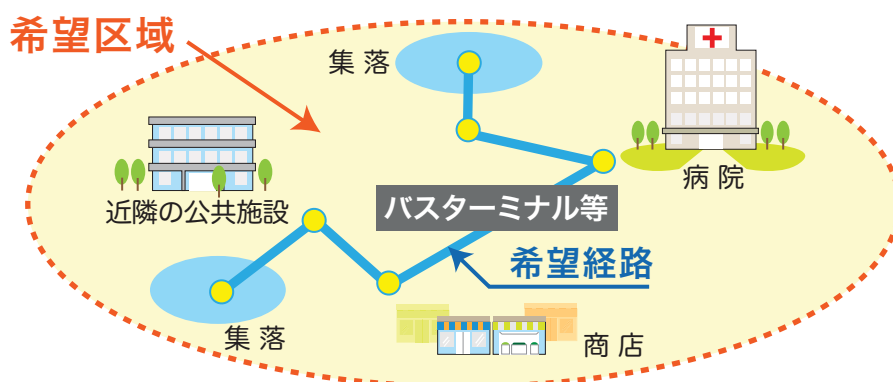 希望区域
集落
病院
近隣の公共施設
バスターミナル等
希望経路
集落
商店